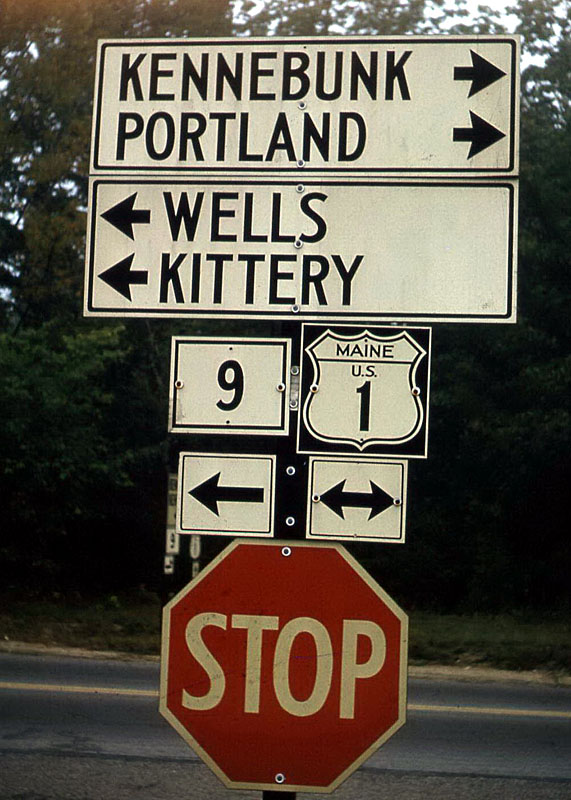 KENNEBUNK
PORTLAND
WELLS
KITTERY
9
MAINE
U.S.
1
STOP